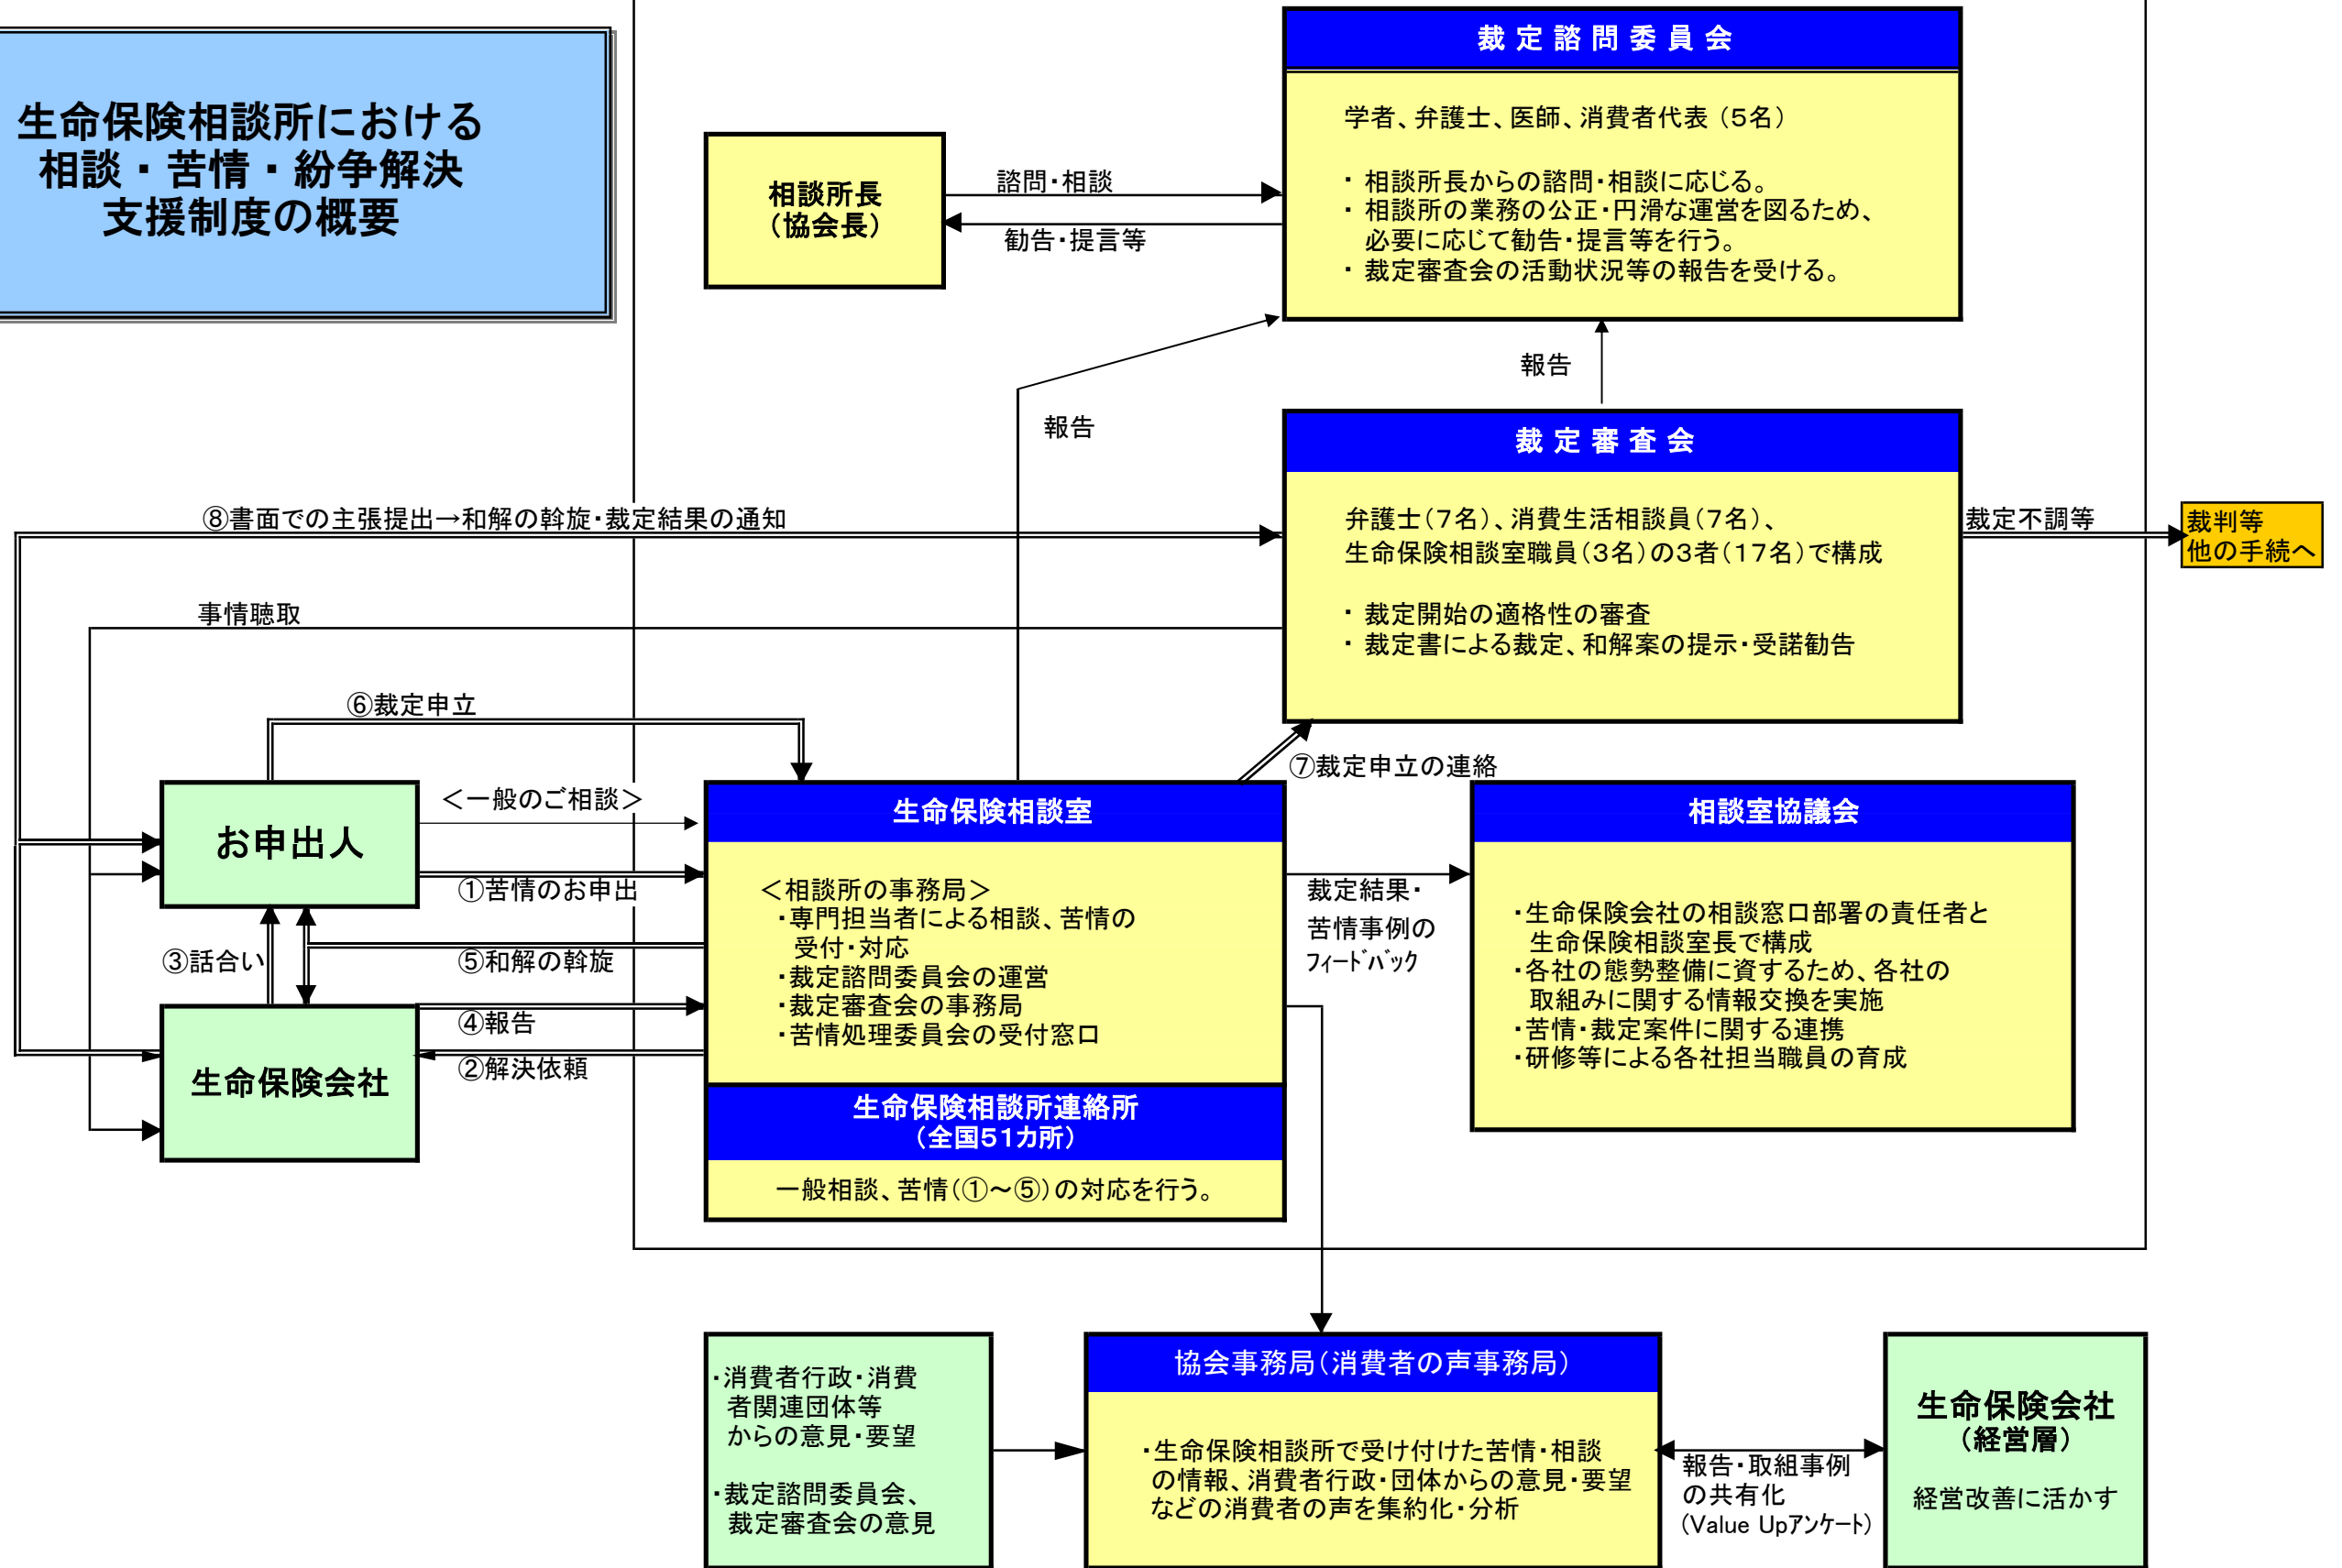 生命保険相談所における
相談・苦情・紛争解決
支援制度の概要
裁定諮問委員会
学者、弁護士、医師、消費者代表（５名）
・ 相談所長からの諮問・相談に応じる。
・ 相談所の業務の公正・円滑な運営を図るため、
必要に応じて勧告・提言等を行う。
・ 裁定審査会の活動状況等の報告を受ける。
相談所長
（協会長）
諮問・相談
勧告・提言等
報告
報告
裁定審査会
弁護士（７名）、消費生活相談員（７名）、
生命保険相談室職員（３名）の３者（１７名）で構成
・ 裁定開始の適格性の審査
・ 裁定書による裁定、和解案の提示・受諾勧告
⑧書面での主張提出→和解の斡旋・裁定結果の通知
裁定不調等
裁判等
他の手続へ
事情聴取
⑥裁定申立
⑦裁定申立の連絡
お申出人
＜一般のご相談＞
①苦情のお申出
③話合い
⑤和解の斡旋
④報告
②解決依頼
生命保険会社
生命保険相談室
＜相談所の事務局＞
・専門担当者による相談、苦情の
受付・対応
・裁定諮問委員会の運営
・裁定審査会の事務局
・苦情処理委員会の受付窓口
生命保険相談所連絡所
（全国５１カ所）
一般相談、苦情（①～⑤）の対応を行う。
裁定結果・
苦情事例の
フィードバック
相談室協議会
・生命保険会社の相談窓口部署の責任者と
生命保険相談室長で構成
・各社の態勢整備に資するため、各社の
取組みに関する情報交換を実施
・苦情・裁定案件に関する連携
・研修等による各社担当職員の育成
・消費者行政・消費
者関連団体等
からの意見・要望
・裁定諮問委員会、
裁定審査会の意見
協会事務局（消費者の声事務局）
・生命保険相談所で受け付けた苦情・相談
の情報、消費者行政・団体からの意見・要望
などの消費者の声を集約化・分析
報告・取組事例
の共有化
（Value Upアンケート）
生命保険会社
（経営層）
経営改善に活かす